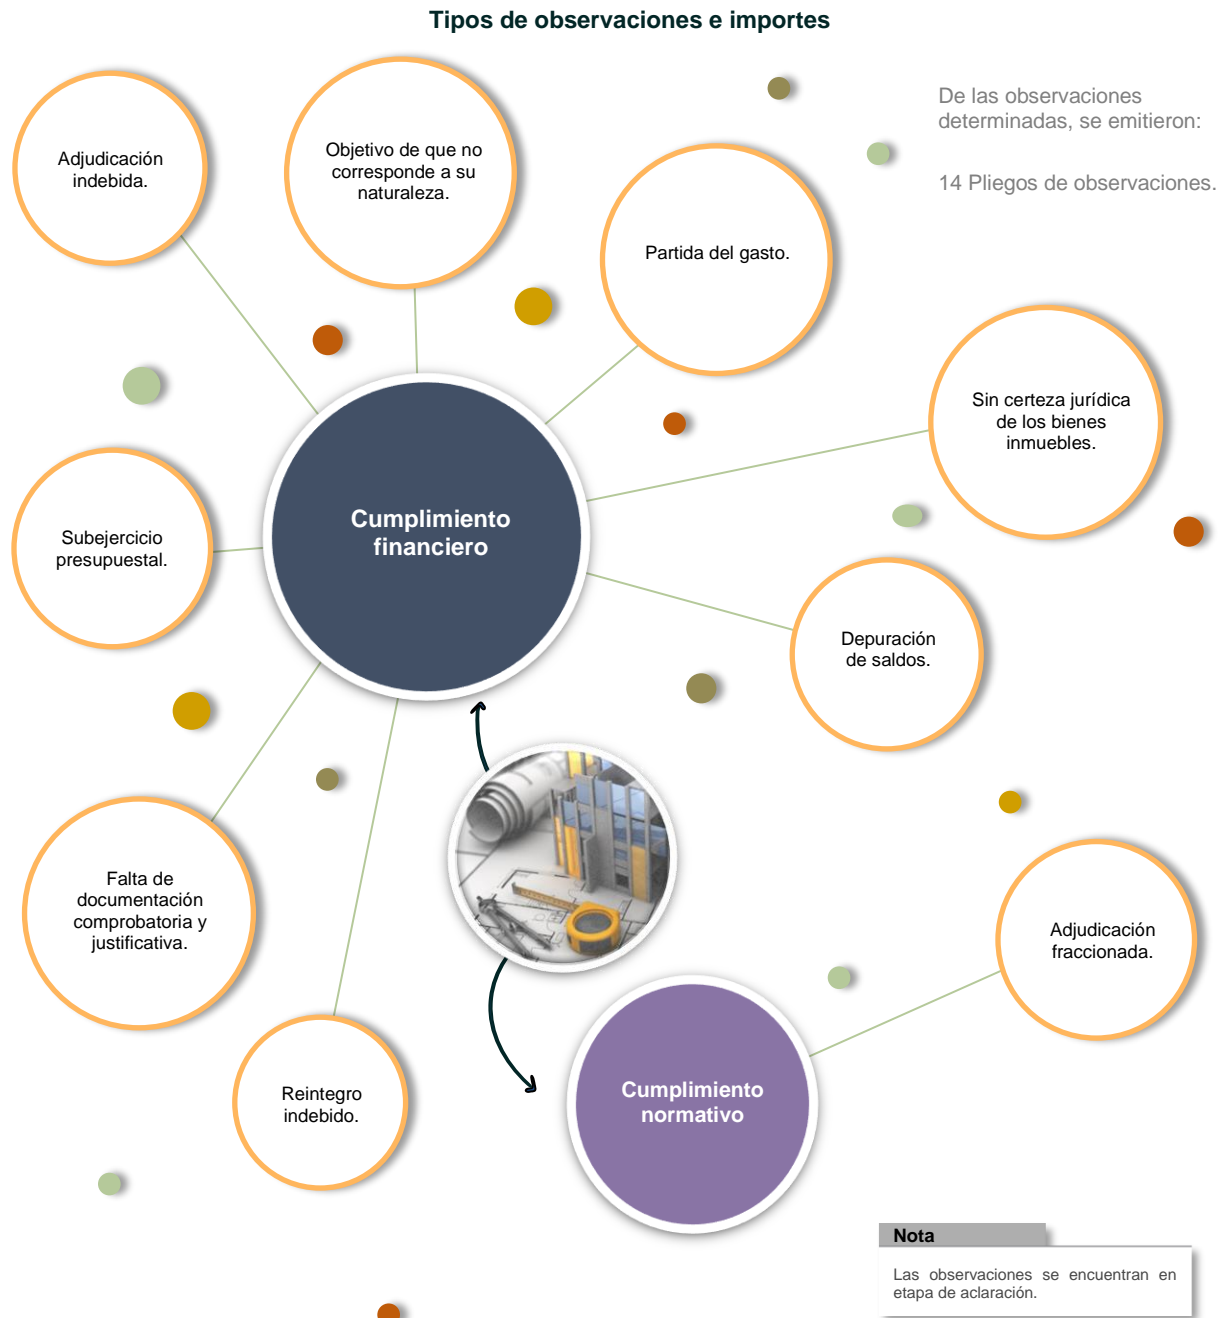 Tipos de observaciones e importes
De las observaciones
determinadas, se emitieron:
14 Pliegos de observaciones.
Adjudicación
indebida.
Objetivo de que no
corresponde a su
naturaleza.
Partida del gasto.
Sin certeza jurídica
de los bienes
inmuebles.
Cumplimiento
financiero
Subejercicio
presupuestal.
Depuración
de saldos.
Falta de
documentación
comprobatoria y
justificativa.
Adjudicación
fraccionada.
Reintegro
indebido.
Cumplimiento
normativo
Nota
Las observaciones se encuentran en
etapa de aclaración.